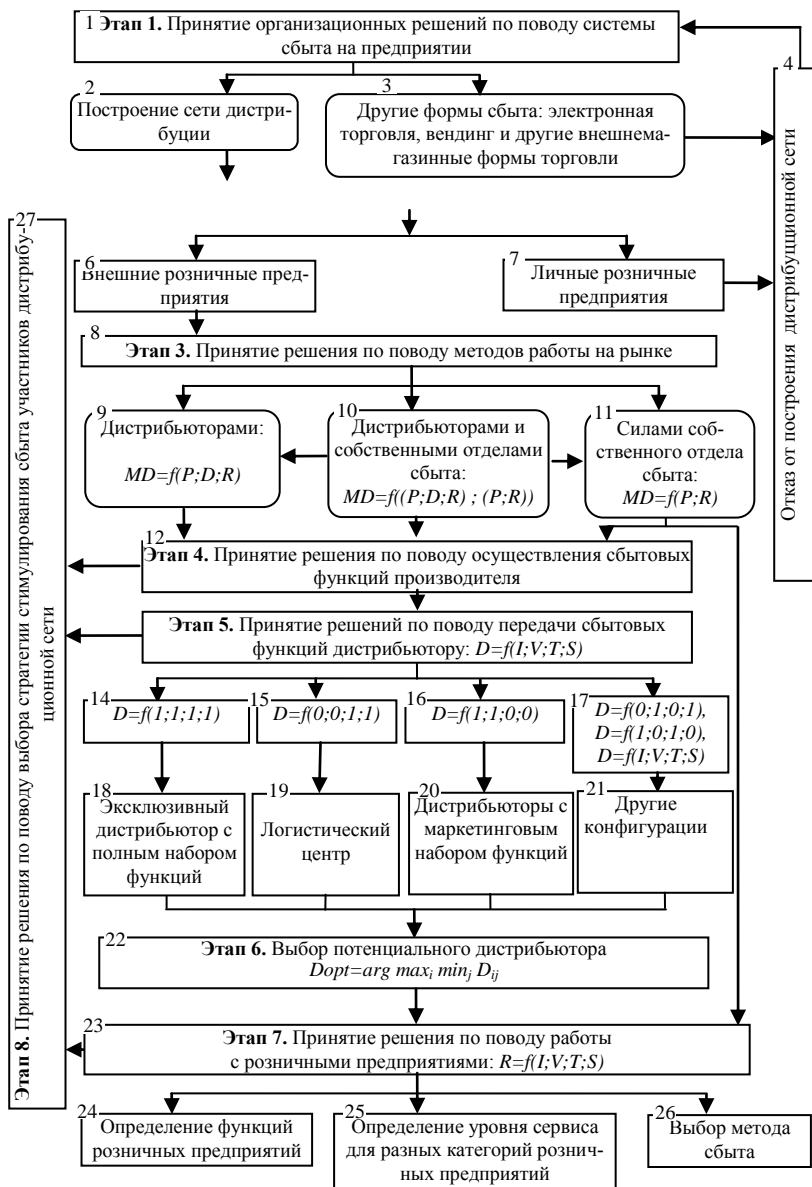 1
Этап 1. Принятие организационных решений по поводу системы
сбыта на предприятии
2
Построение сети дистри-
буции
3
Другие формы сбыта: электронная
торговля, вендинг и другие внешнема-
газинные формы торговли
4
Отказ от построения дистрибуцционной сети
27
Этап 8. Принятие решения по поводу выбора стратегии стимулирования сбыта участников дистрибу-
ционной сети
6
Внешние розничные пред-
приятия
7
Личные розничные
предприятия
8
Этап 3. Принятие решения по поводу методов работы на рынке
9
Дистрибьюторами:
MD=f(P;D;R)
10
Дистрибьюторами и
собственными отделами
сбыта:
MD=f((P;D;R) ; (P;R))
11
Силами соб-
ственного отдела
сбыта:
MD=f(P;R)
12
Этап 4. Принятие решения по поводу осуществления сбытовых
функций производителя
Этап 5. Принятие решений по поводу передачи сбытовых
функций дистрибьютору: D=f(I;V;T;S)
14
D=f(1;1;1;1)
15
D=f(0;0;1;1)
16
D=f(1;1;0;0)
17
D=f(0;1;0;1),
D=f(1;0;1;0),
D=f(I;V;T;S)
18
Эксклюзивный
дистрибьютор с
полным набором
функций
19
Логистический
центр
20
Дистрибьюторы с
маркетинговым
набором функций
21
Другие
конфигурации
22
Этап 6. Выбор потенциального дистрибьютора
Dopt=arg maxi minj Dij
23
Этап 7. Принятие решения по поводу работы
с розничными предприятиями: R=f(I;V;T;S)
24
Определение функций
розничных предприятий
25
Определение уровня сервиса
для разных категорий рознич-
ных предприятий
26
Выбор метода
сбыта